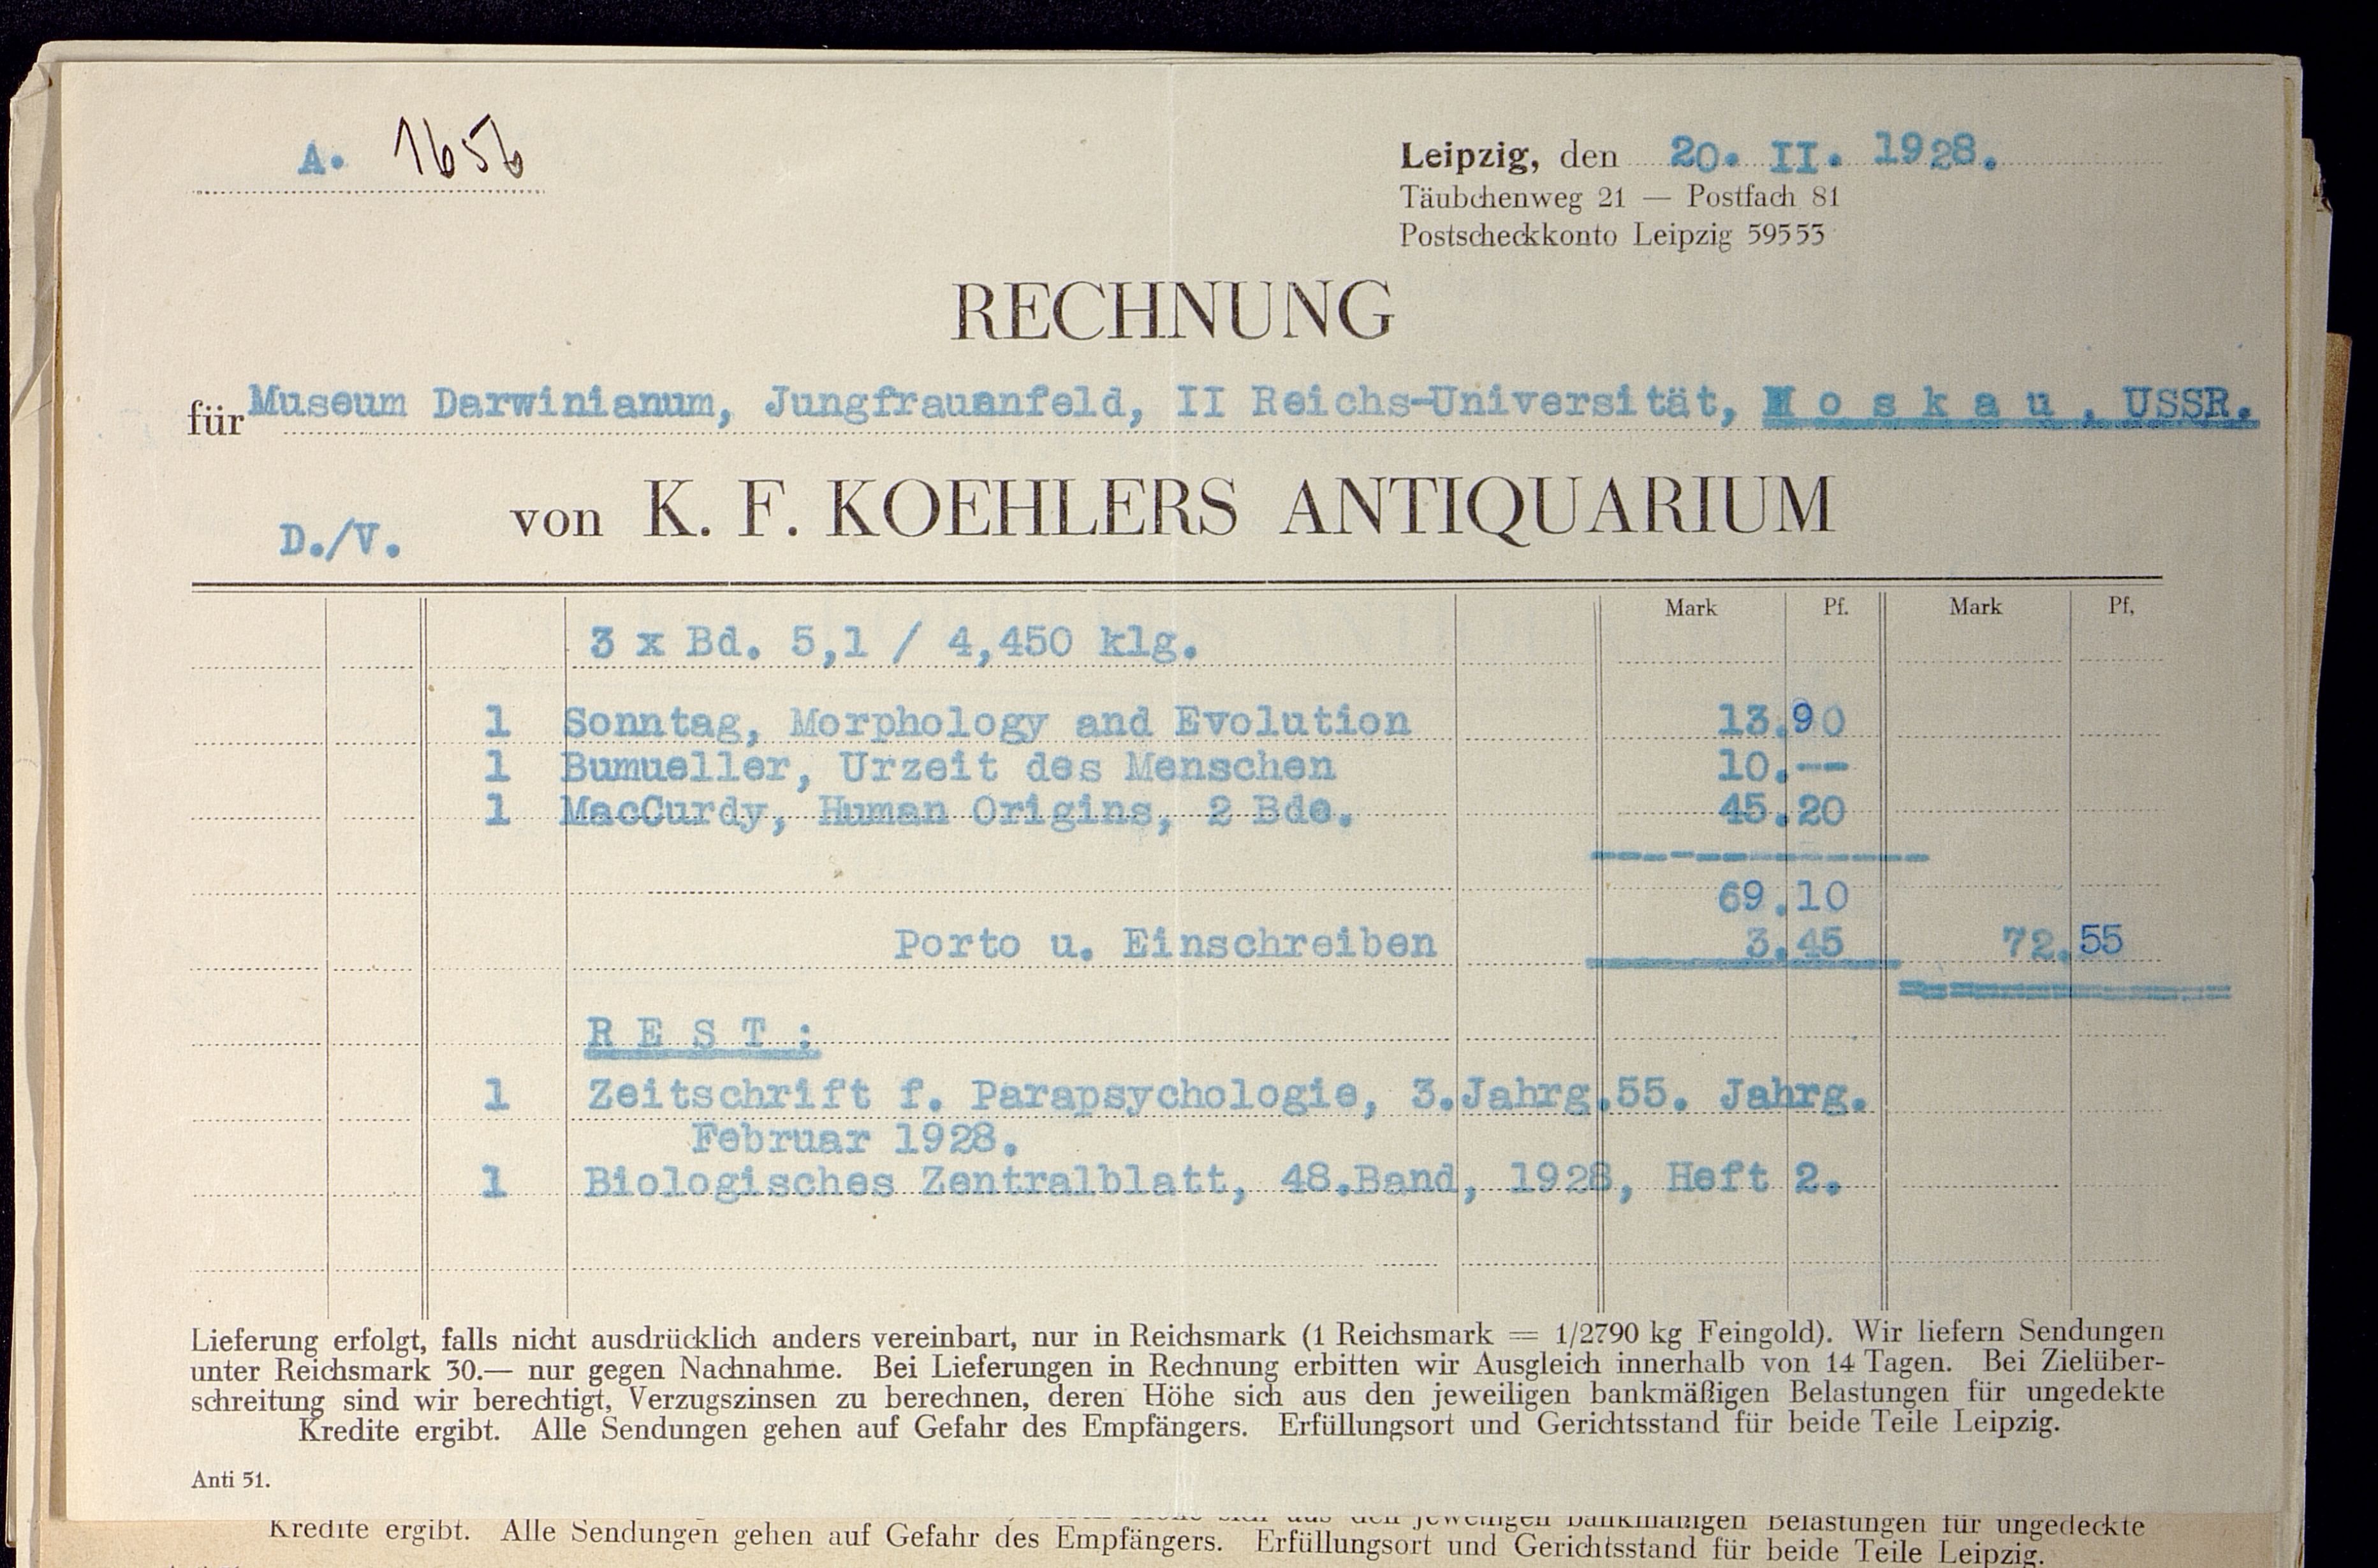 A. 1656
Leipzig, den 20. II. 1928.
Täubchenweg 21 — Postfach 81
Postscheckkonto Leipzig 59553
RECHNUNG
für Museum Darwinianum, Jungfrauenfeld, II Reichs-Universität, M o s k a u , USSR.
von K. F. KOEHLERS ANTIQUARIUM
D./V.
Mark Pf. Mark Pf.
3 x Bd. 5,1 / 4,450 klg.
1 Sonntag, Morphology and Evolution 13.90
1 Bumueller, Urzeit des Menschen 10.--
1 MacCurdy, Human Origins, 2 Bde. 45.20
69.10
Porto u. Einschreiben 3.45 72.55
R E S T :
1 Zeitschrift f. Parapsychologie, 3.Jahrg.55. Jahrg.
Februar 1928.
1 Biologisches Zentralblatt, 48.Band, 1928, Heft 2.
Lieferung erfolgt, falls nicht ausdrücklich anders vereinbart, nur in Reichsmark (1 Reichsmark = 1/2790 kg Feingold). Wir liefern Sendungen
unter Reichsmark 30.— nur gegen Nachnahme. Bei Lieferungen in Rechnung erbitten wir Ausgleich innerhalb von 14 Tagen. Bei Zielüber-
schreitung sind wir berechtigt, Verzugszinsen zu berechnen, deren Höhe sich aus den jeweiligen bankmäßigen Belastungen für ungedekte
Kredite ergibt. Alle Sendungen gehen auf Gefahr des Empfängers. Erfüllungsort und Gerichtsstand für beide Teile Leipzig.
Anti 51.
aus den jeweiligen bankmäßigen Belastungen für ungedeckte
Kredite ergibt. Alle Sendungen gehen auf Gefahr des Empfängers. Erfüllungsort und Gerichtsstand für beide Teile Leipzig.